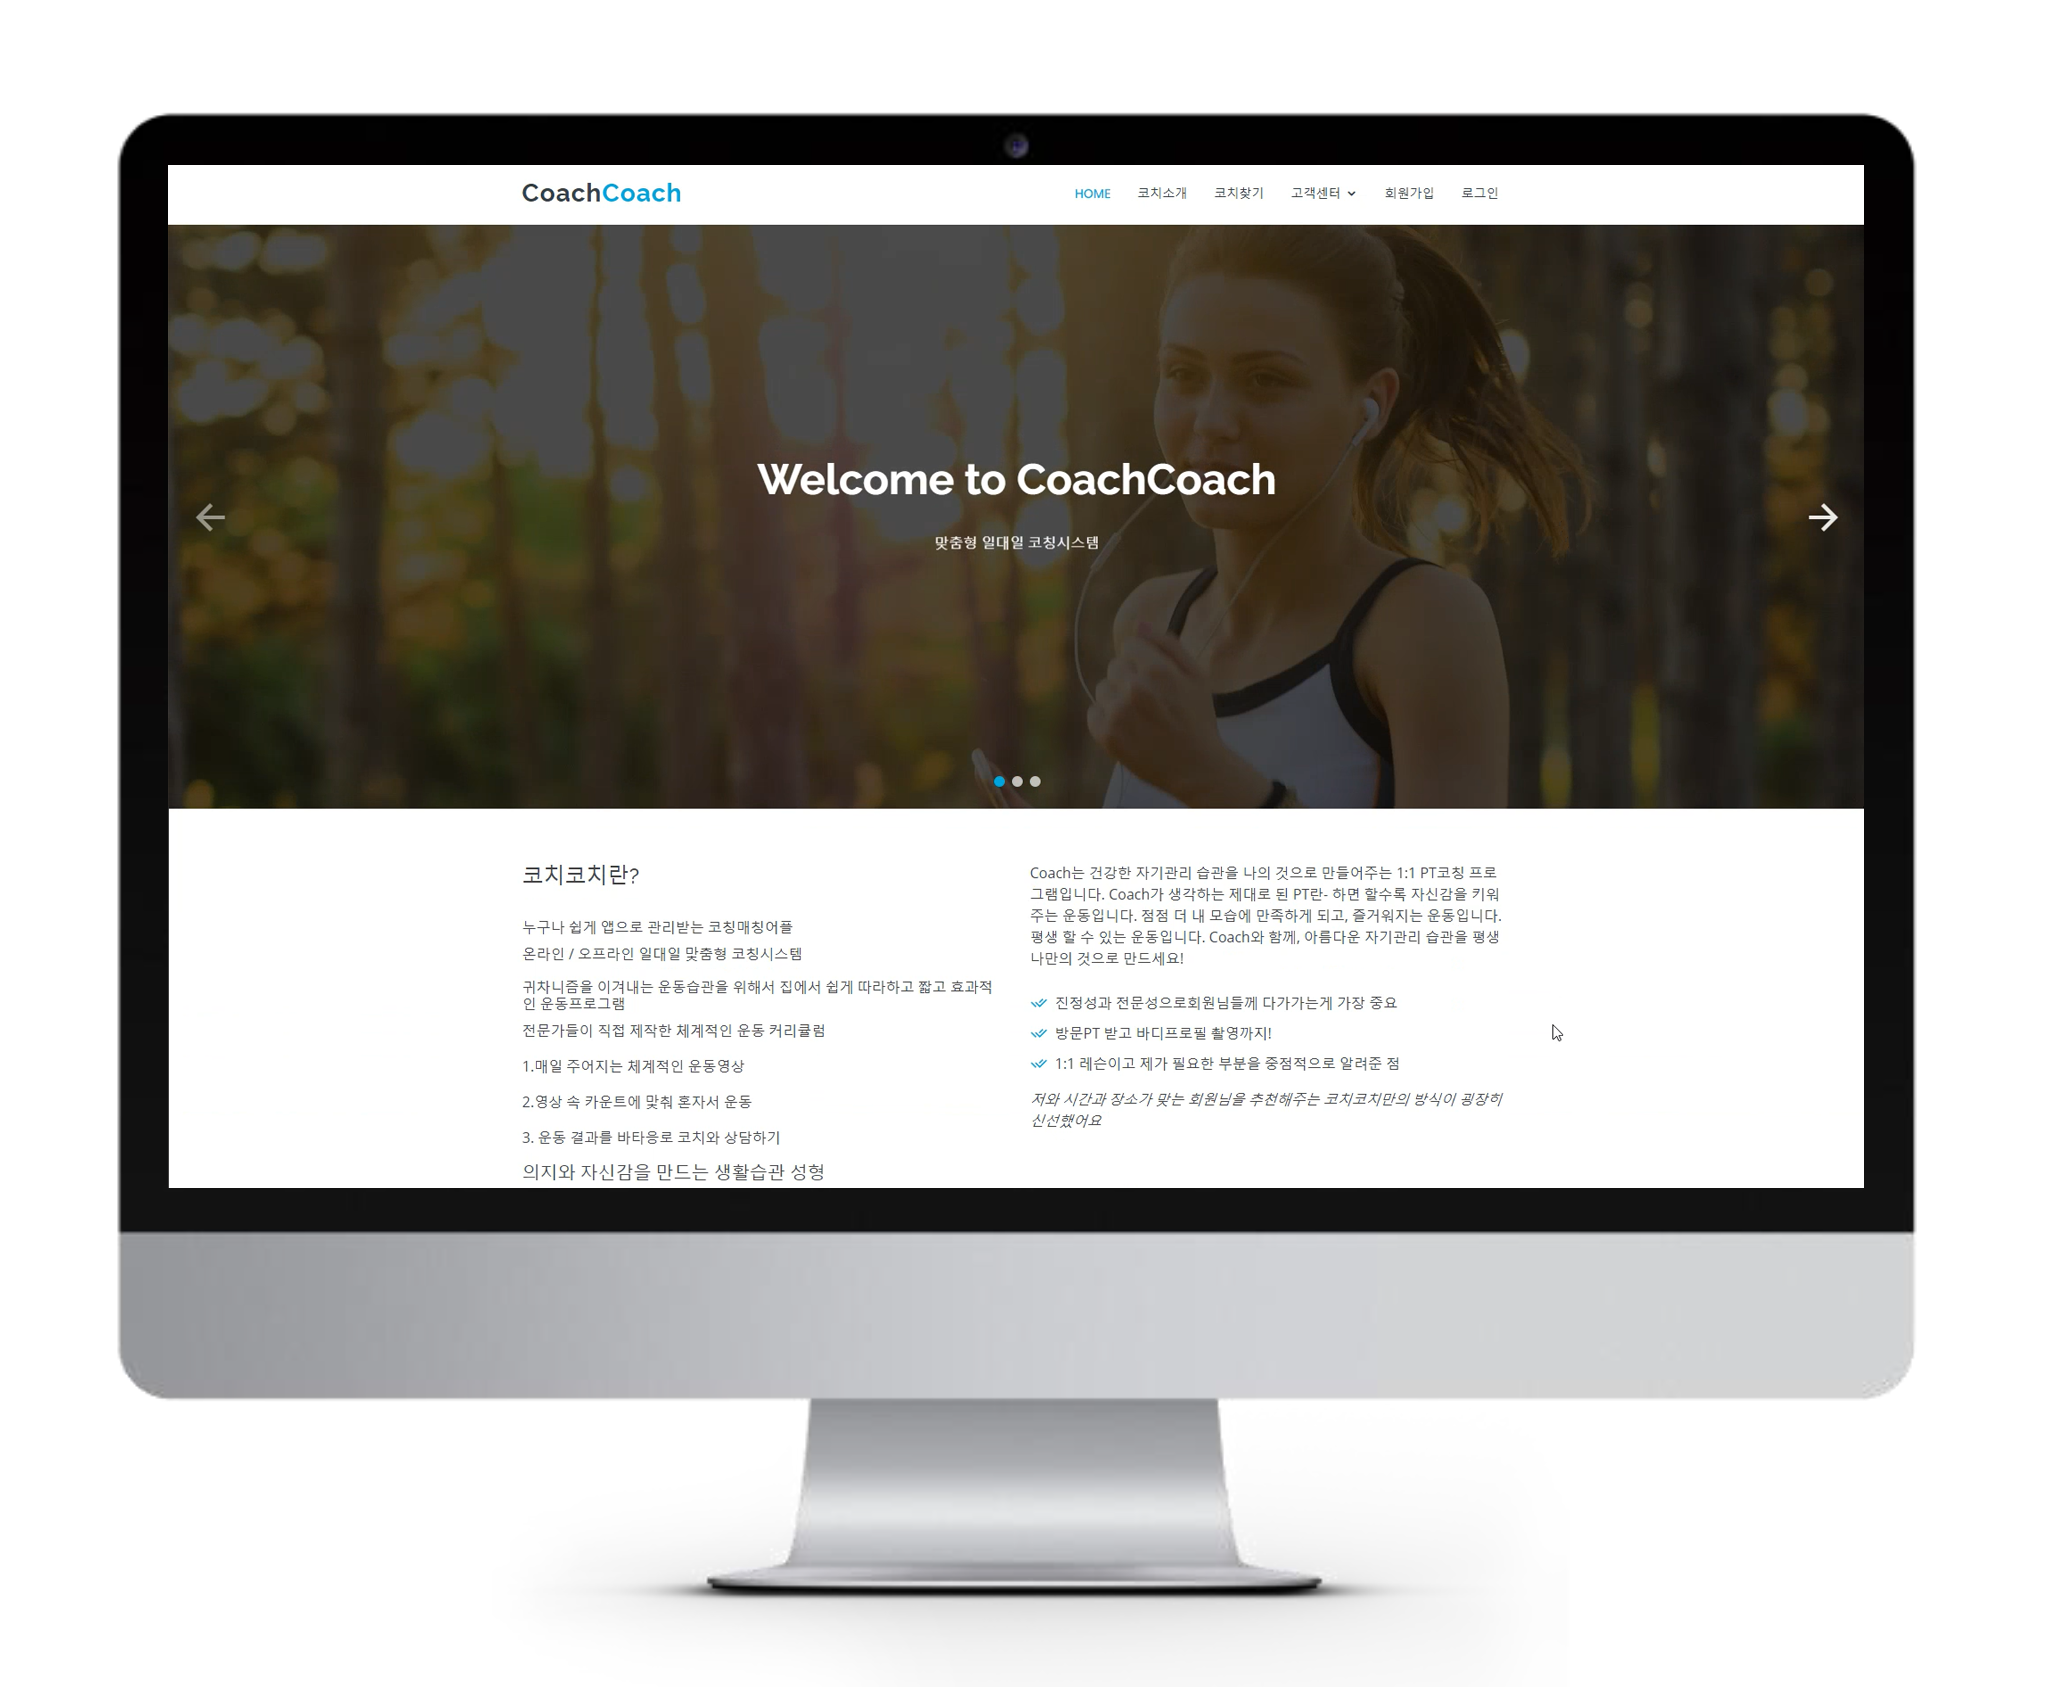 CoachCoach
HOME 코치소개 코치찾기 고객센터 회원가입 로그인
Welcome to CoachCoach
맞춤형 일대일 코칭시스템
코치코치란?
누구나 쉽게 앱으로 관리받는 코칭매칭어플
온라인 / 오프라인 일대일 맞춤형 코칭시스템
귀차니즘을 이겨내는 운동습관을 위해서 집에서 쉽게 따라하고 짧고 효과적
인 운동프로그램
전문가들이 직접 제작한 체계적인 운동 커리큘럼
1.매일 주어지는 체계적인 운동영상
2.영상 속 카운트에 맞춰 혼자서 운동
3. 운동 결과를 바타응로 코치와 상담하기
의지와 자신감을 만드는 생활습관 성형
Coach는 건강한 자기관리 습관을 나의 것으로 만들어주는 1:1 PT코칭 프로
그램입니다. Coach가 생각하는 제대로 된 PT란- 하면 할수록 자신감을 키워
주는 운동입니다. 점점 더 내 모습에 만족하게 되고, 즐거워지는 운동입니다.
평생 할 수 있는 운동입니다. Coach와 함께, 아름다운 자기관리 습관을 평생
나만의 것으로 만드세요!
진정성과 전문성으로회원님들께 다가가는게 가장 중요
방문PT 받고 바디프로필 촬영까지!
1:1 레슨이고 제가 필요한 부분을 중점적으로 알려준 점
저와 시간과 장소가 맞는 회원님을 추천해주는 코치코치만의 방식이 굉장히
신선했어요